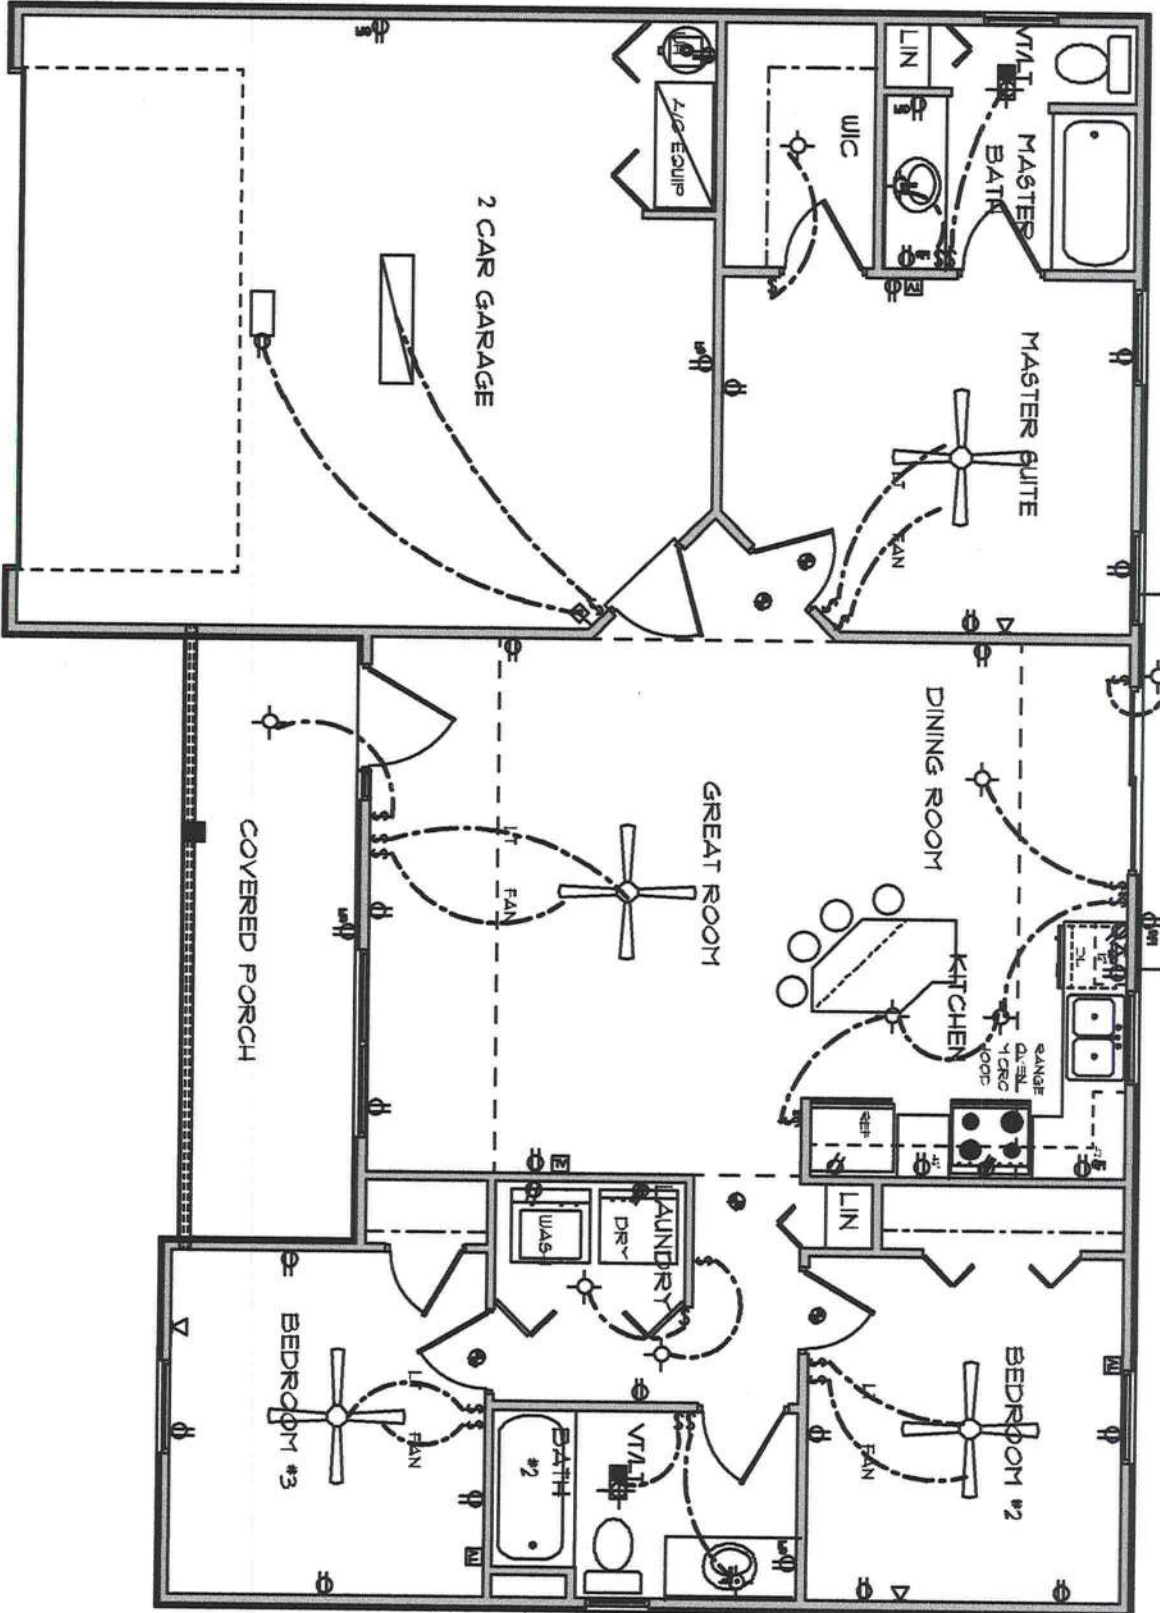 LIN
VT/LT
MASTER
BATH
WIC
A/C EQUIP
2 CAR GARAGE
MASTER SUITE
LT
FAN
DINING ROOM
GREAT ROOM
LT
FAN
COVERED PORCH
KITCHEN
RANGE
OVEN
HOOD
REF
LIN
LAUNDRY
DRY
WASH
BEDROOM #2
LT
FAN
BEDROOM #3
LT
FAN
VT/LT
BATH
#2